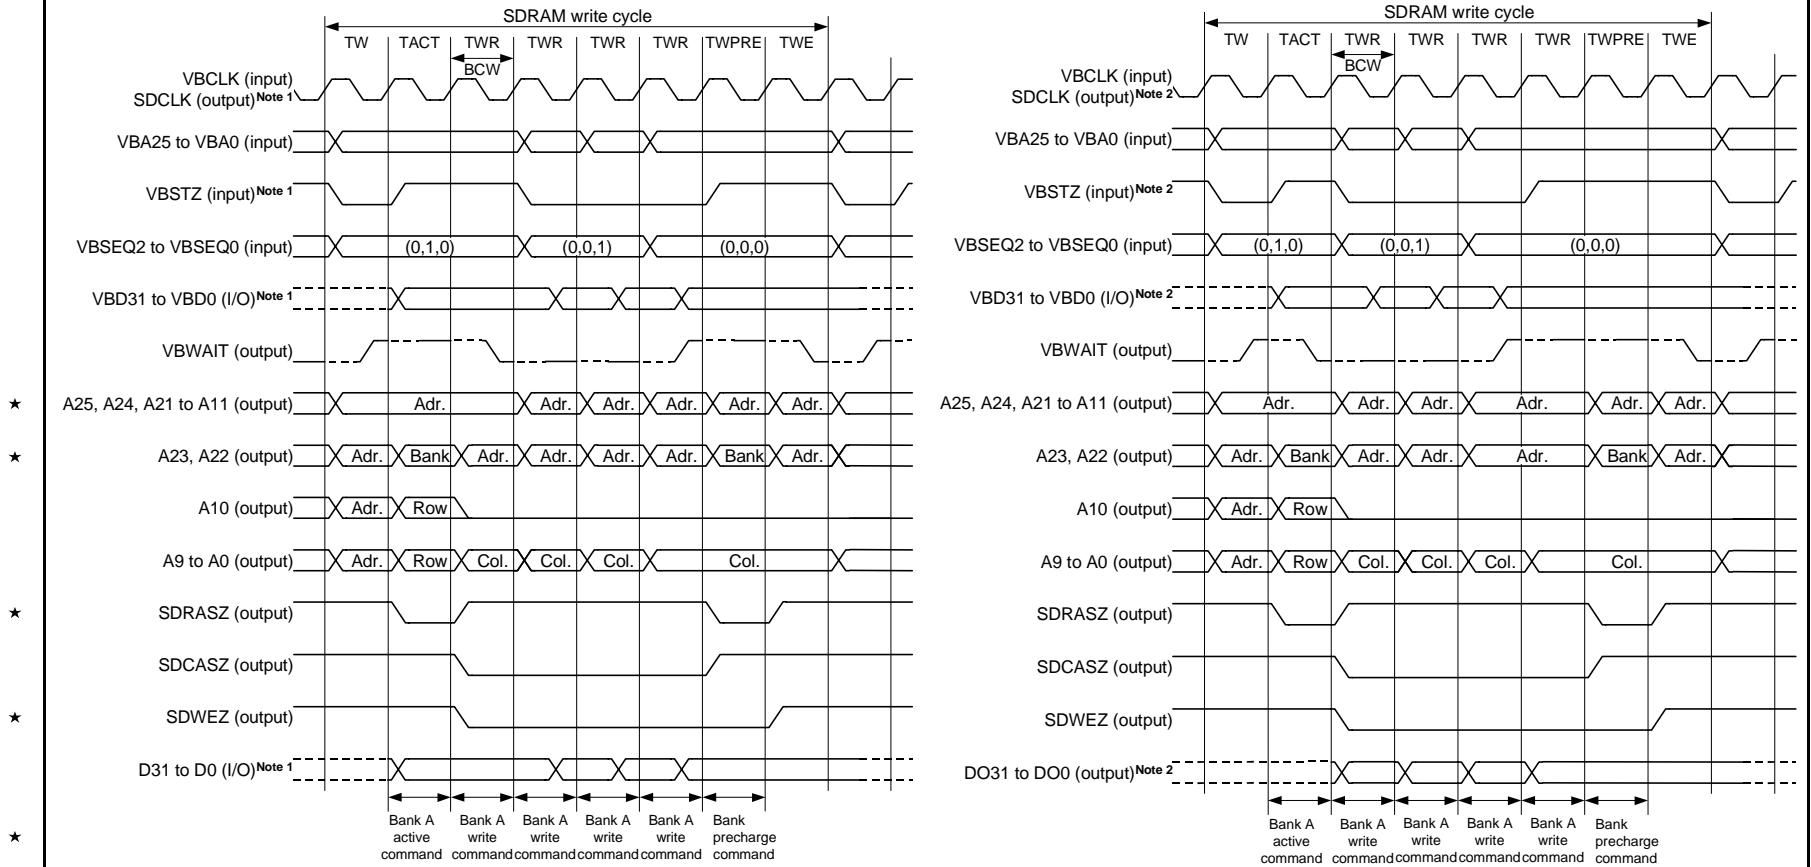 SDRAM write cycle
TW TACT TWR TWR TWR TWR TWPRE TWE
BCW
VBCLK (input)
SDCLK (output) Note 1
VBA25 to VBA0 (input)
VBSTZ (input) Note 1
VBSEQ2 to VBSEQ0 (input) (0,1,0) (0,0,1) (0,0,0)
VBD31 to VBD0 (I/O) Note 1
VBWAIT (output)
★ A25, A24, A21 to A11 (output) Adr. Adr. Adr. Adr. Adr. Adr.
★ A23, A22 (output) Adr. Bank Adr. Adr. Adr. Adr. Bank Adr.
A10 (output) Adr. Row
A9 to A0 (output) Adr. Row Col. Col. Col. Col.
★ SDRASZ (output)
SDCASZ (output)
★ SDWEZ (output)
D31 to D0 (I/O) Note 1
★
Bank A active command
Bank A write command
Bank A write command
Bank A write command
Bank A write command
Bank precharge command
SDRAM write cycle
TW TACT TWR TWR TWR TWR TWPRE TWE
BCW
VBCLK (input)
SDCLK (output) Note 2
VBA25 to VBA0 (input)
VBSTZ (input) Note 2
VBSEQ2 to VBSEQ0 (input) (0,1,0) (0,0,1) (0,0,0)
VBD31 to VBD0 (I/O) Note 2
VBWAIT (output)
A25, A24, A21 to A11 (output) Adr. Adr. Adr. Adr. Adr. Adr.
A23, A22 (output) Adr. Bank Adr. Adr. Adr. Bank Adr.
A10 (output) Adr. Row
A9 to A0 (output) Adr. Row Col. Col. Col. Col.
SDRASZ (output)
SDCASZ (output)
SDWEZ (output)
DO31 to DO0 (output) Note 2
Bank A active command
Bank A write command
Bank A write command
Bank A write command
Bank A write command
Bank precharge command